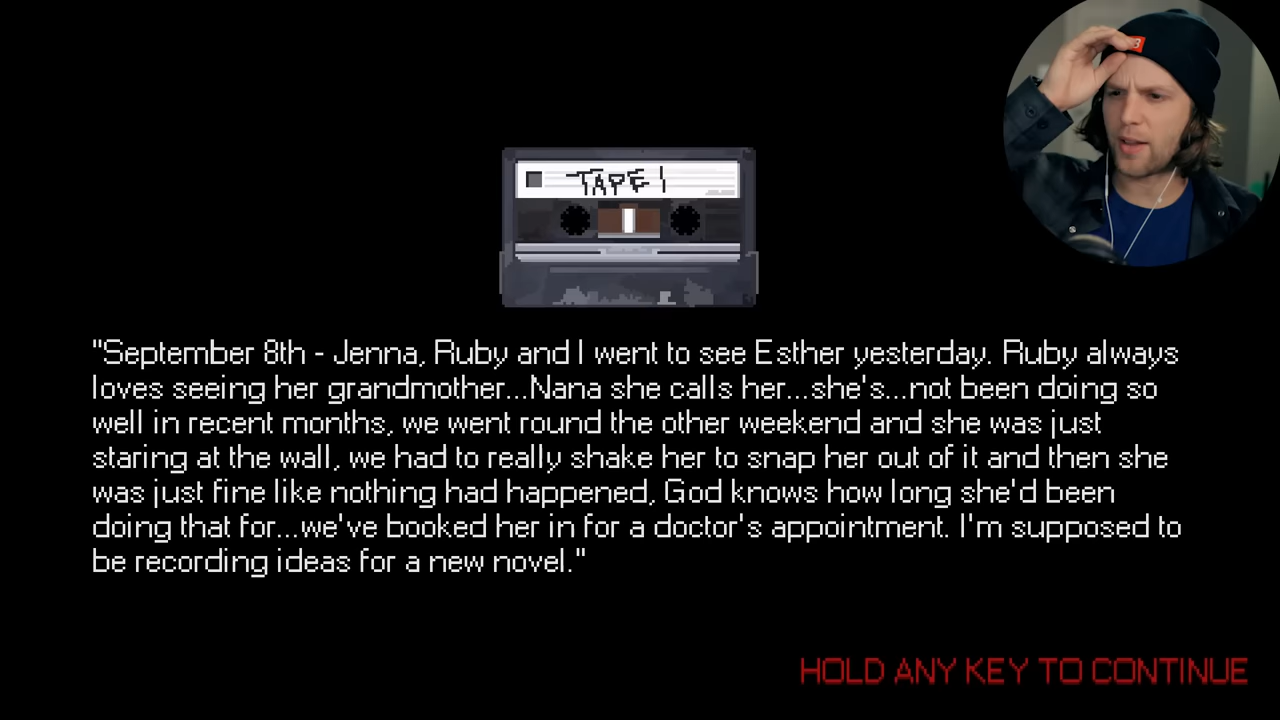 TAPE 1
"September 8th - Jenna, Ruby and I went to see Esther yesterday. Ruby always
loves seeing her grandmother...Nana she calls her...she's...not been doing so
well in recent months, we went round the other weekend and she was just
staring at the wall, we had to really shake her to snap her out of it and then she
was just fine like nothing had happened, God knows how long she'd been
doing that for...we've booked her in for a doctor's appointment. I'm supposed to
be recording ideas for a new novel."
HOLD ANY KEY TO CONTINUE